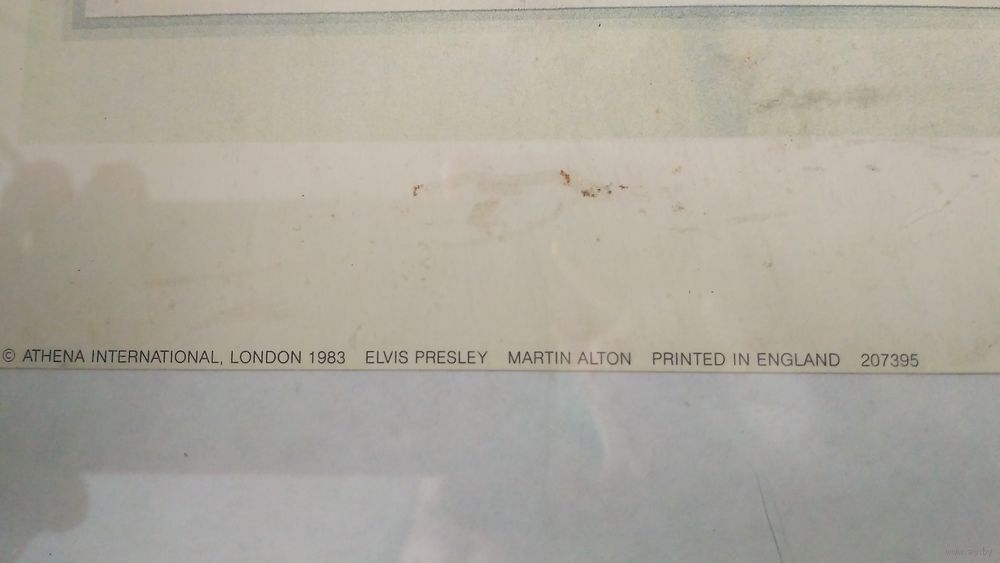 © ATHENA INTERNATIONAL, LONDON 1983 ELVIS PRESLEY MARTIN ALTON PRINTED IN ENGLAND 207395